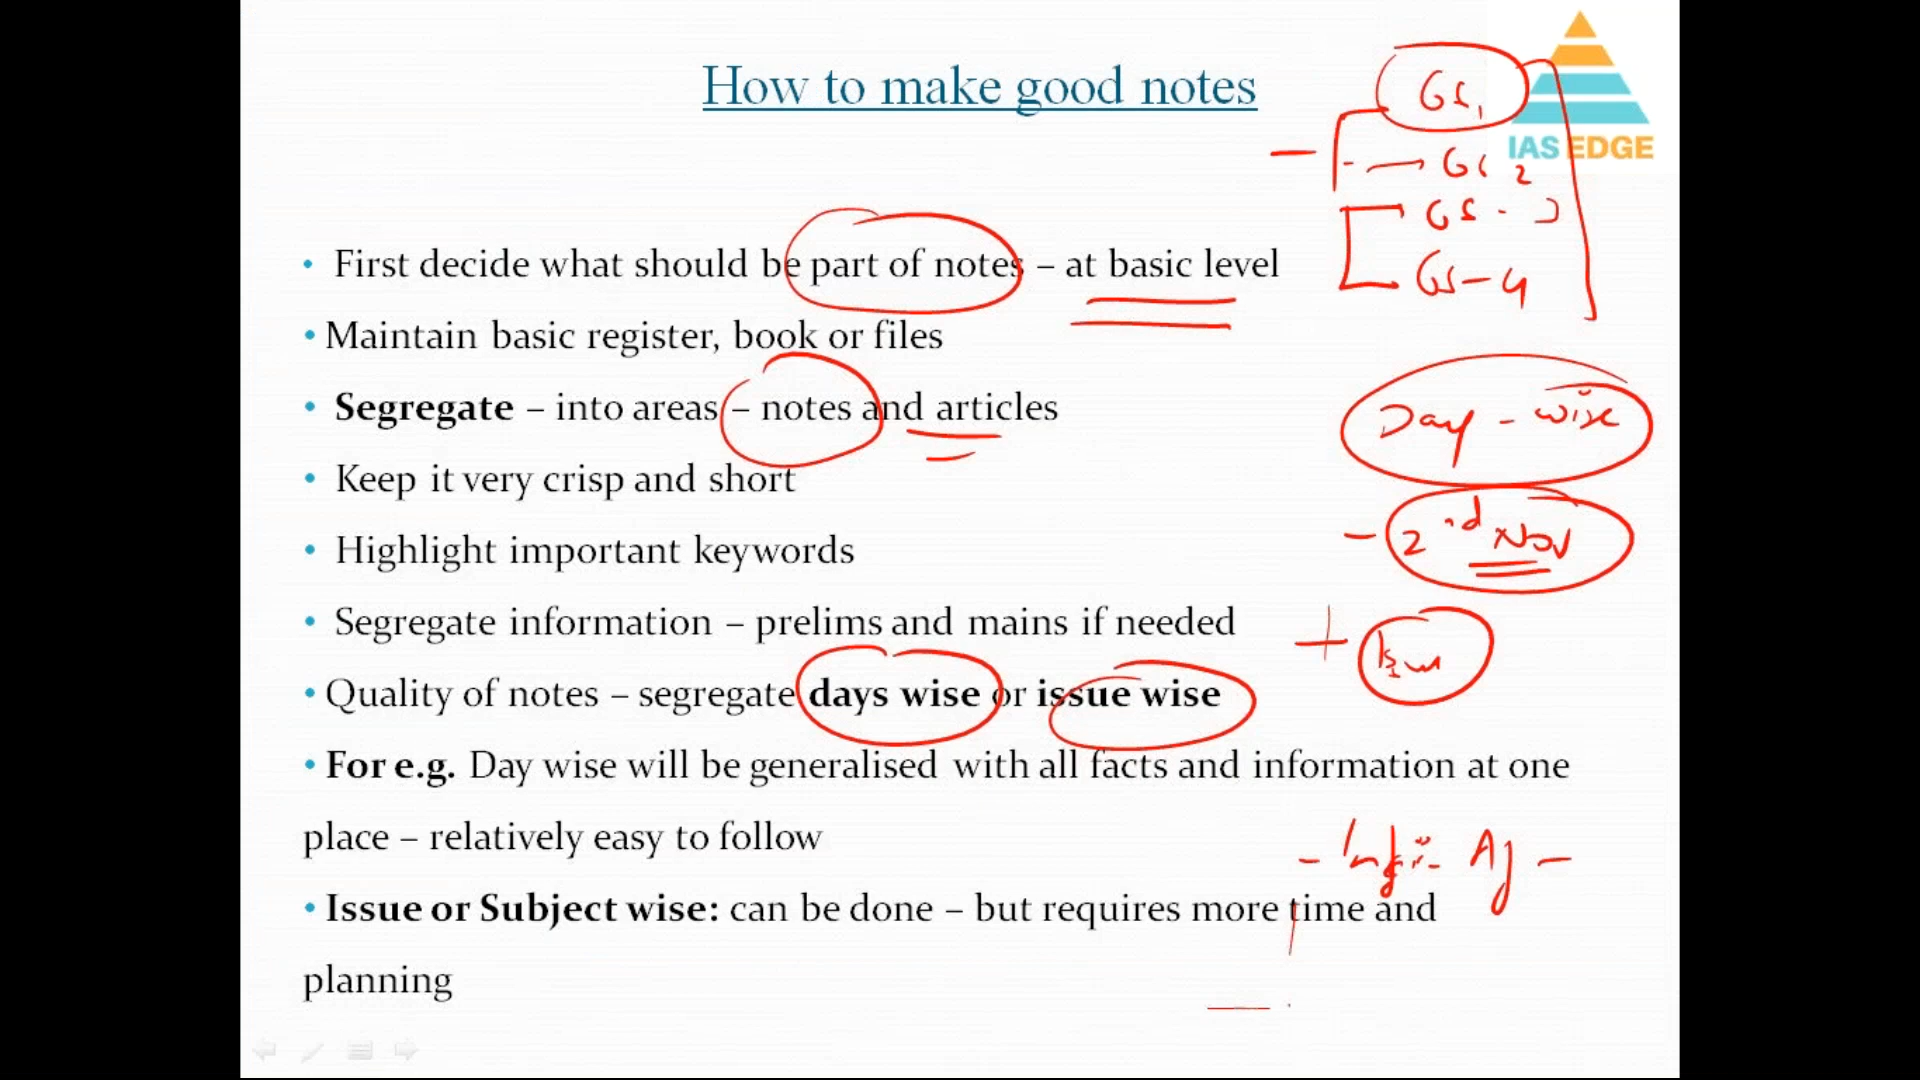 How to make good notes
GS1
IAS EDGE
GS 2
GS - 3
GS-4
• First decide what should be part of notes – at basic level
• Maintain basic register, book or files
• Segregate – into areas – notes and articles
Day - wise
• Keep it very crisp and short
2nd Nov
• Highlight important keywords
• Segregate information – prelims and mains if needed
• Quality of notes – segregate days wise or issue wise
• For e.g. Day wise will be generalised with all facts and information at one
place – relatively easy to follow
• Issue or Subject wise: can be done – but requires more time and
planning